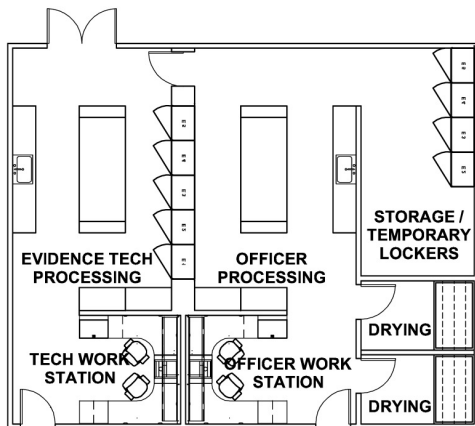 EVIDENCE TECH
PROCESSING
OFFICER
PROCESSING
STORAGE /
TEMPORARY
LOCKERS
DRYING
TECH WORK
STATION
OFFICER WORK
STATION
DRYING